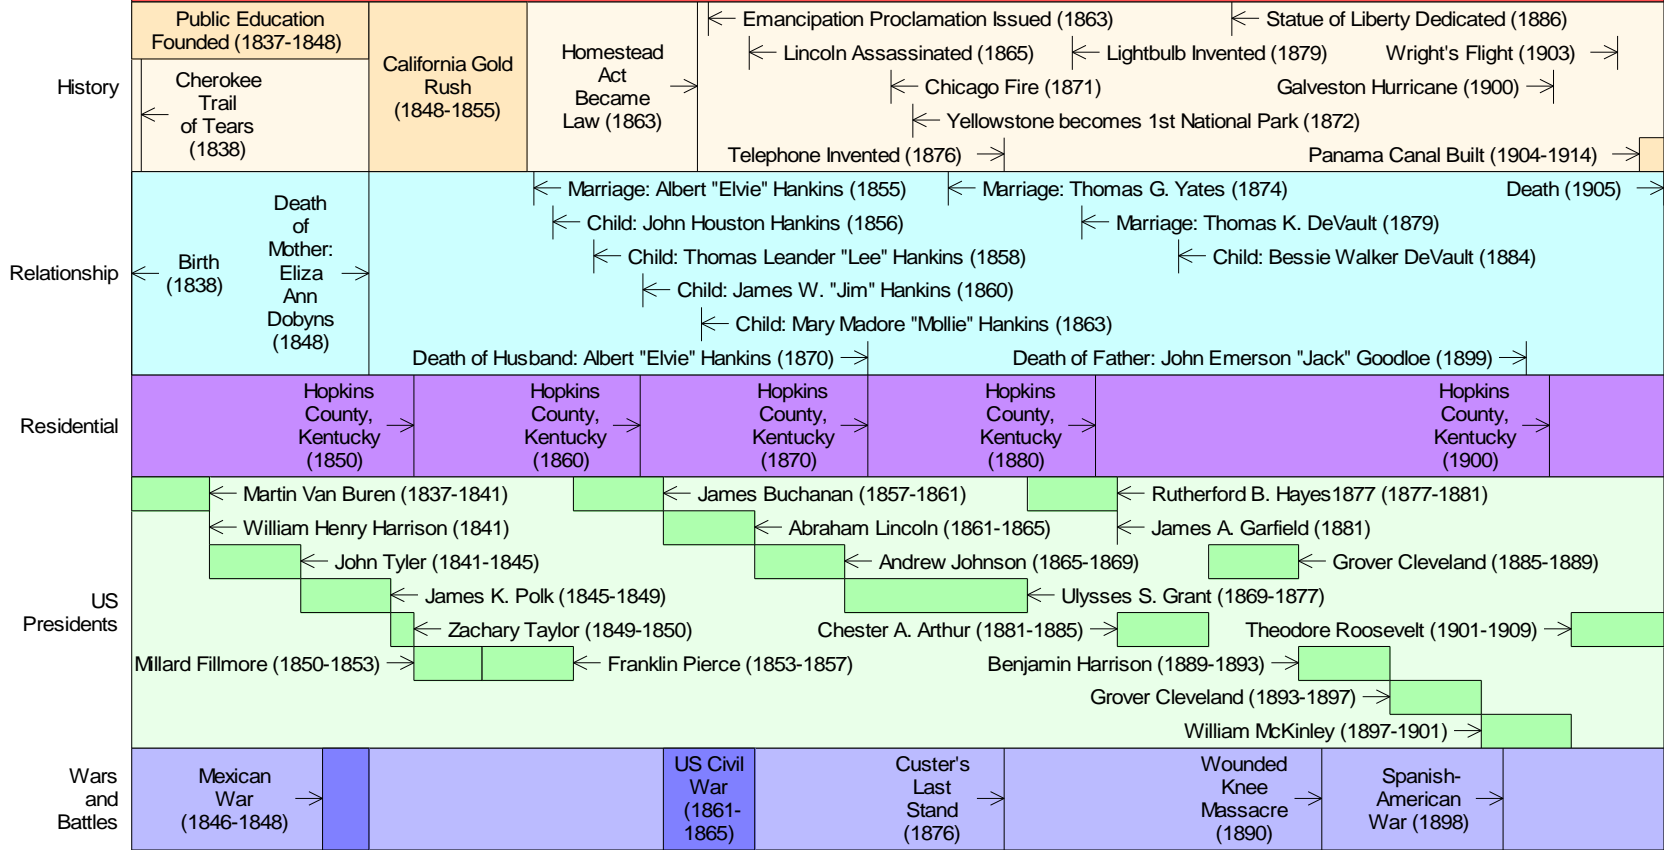 History
Public Education
Founded (1837-1848)
Cherokee
Trail
of Tears
(1838)
California Gold
Rush
(1848-1855)
Homestead
Act
Became
Law (1863)
Emancipation Proclamation Issued (1863)
Statue of Liberty Dedicated (1886)
Lincoln Assassinated (1865)
Lightbulb Invented (1879)
Wright's Flight (1903)
Chicago Fire (1871)
Galveston Hurricane (1900)
Yellowstone becomes 1st National Park (1872)
Telephone Invented (1876)
Panama Canal Built (1904-1914)
Relationship
Birth
(1838)
Death
of
Mother:
Eliza
Ann
Dobyns
(1848)
Marriage: Albert "Elvie" Hankins (1855)
Marriage: Thomas G. Yates (1874)
Death (1905)
Child: John Houston Hankins (1856)
Marriage: Thomas K. DeVault (1879)
Child: Thomas Leander "Lee" Hankins (1858)
Child: Bessie Walker DeVault (1884)
Child: James W. "Jim" Hankins (1860)
Child: Mary Madore "Mollie" Hankins (1863)
Death of Husband: Albert "Elvie" Hankins (1870)
Death of Father: John Emerson "Jack" Goodloe (1899)
Residential
Hopkins
County,
Kentucky
(1850)
Hopkins
County,
Kentucky
(1860)
Hopkins
County,
Kentucky
(1870)
Hopkins
County,
Kentucky
(1880)
Hopkins
County,
Kentucky
(1900)
US
Presidents
Martin Van Buren (1837-1841)
James Buchanan (1857-1861)
Rutherford B. Hayes1877 (1877-1881)
William Henry Harrison (1841)
Abraham Lincoln (1861-1865)
James A. Garfield (1881)
John Tyler (1841-1845)
Andrew Johnson (1865-1869)
Grover Cleveland (1885-1889)
James K. Polk (1845-1849)
Ulysses S. Grant (1869-1877)
Zachary Taylor (1849-1850)
Chester A. Arthur (1881-1885)
Theodore Roosevelt (1901-1909)
Millard Fillmore (1850-1853)
Franklin Pierce (1853-1857)
Benjamin Harrison (1889-1893)
Grover Cleveland (1893-1897)
William McKinley (1897-1901)
Wars
and
Battles
Mexican
War
(1846-1848)
US Civil
War
(1861-
1865)
Custer's
Last
Stand
(1876)
Wounded
Knee
Massacre
(1890)
Spanish-
American
War (1898)